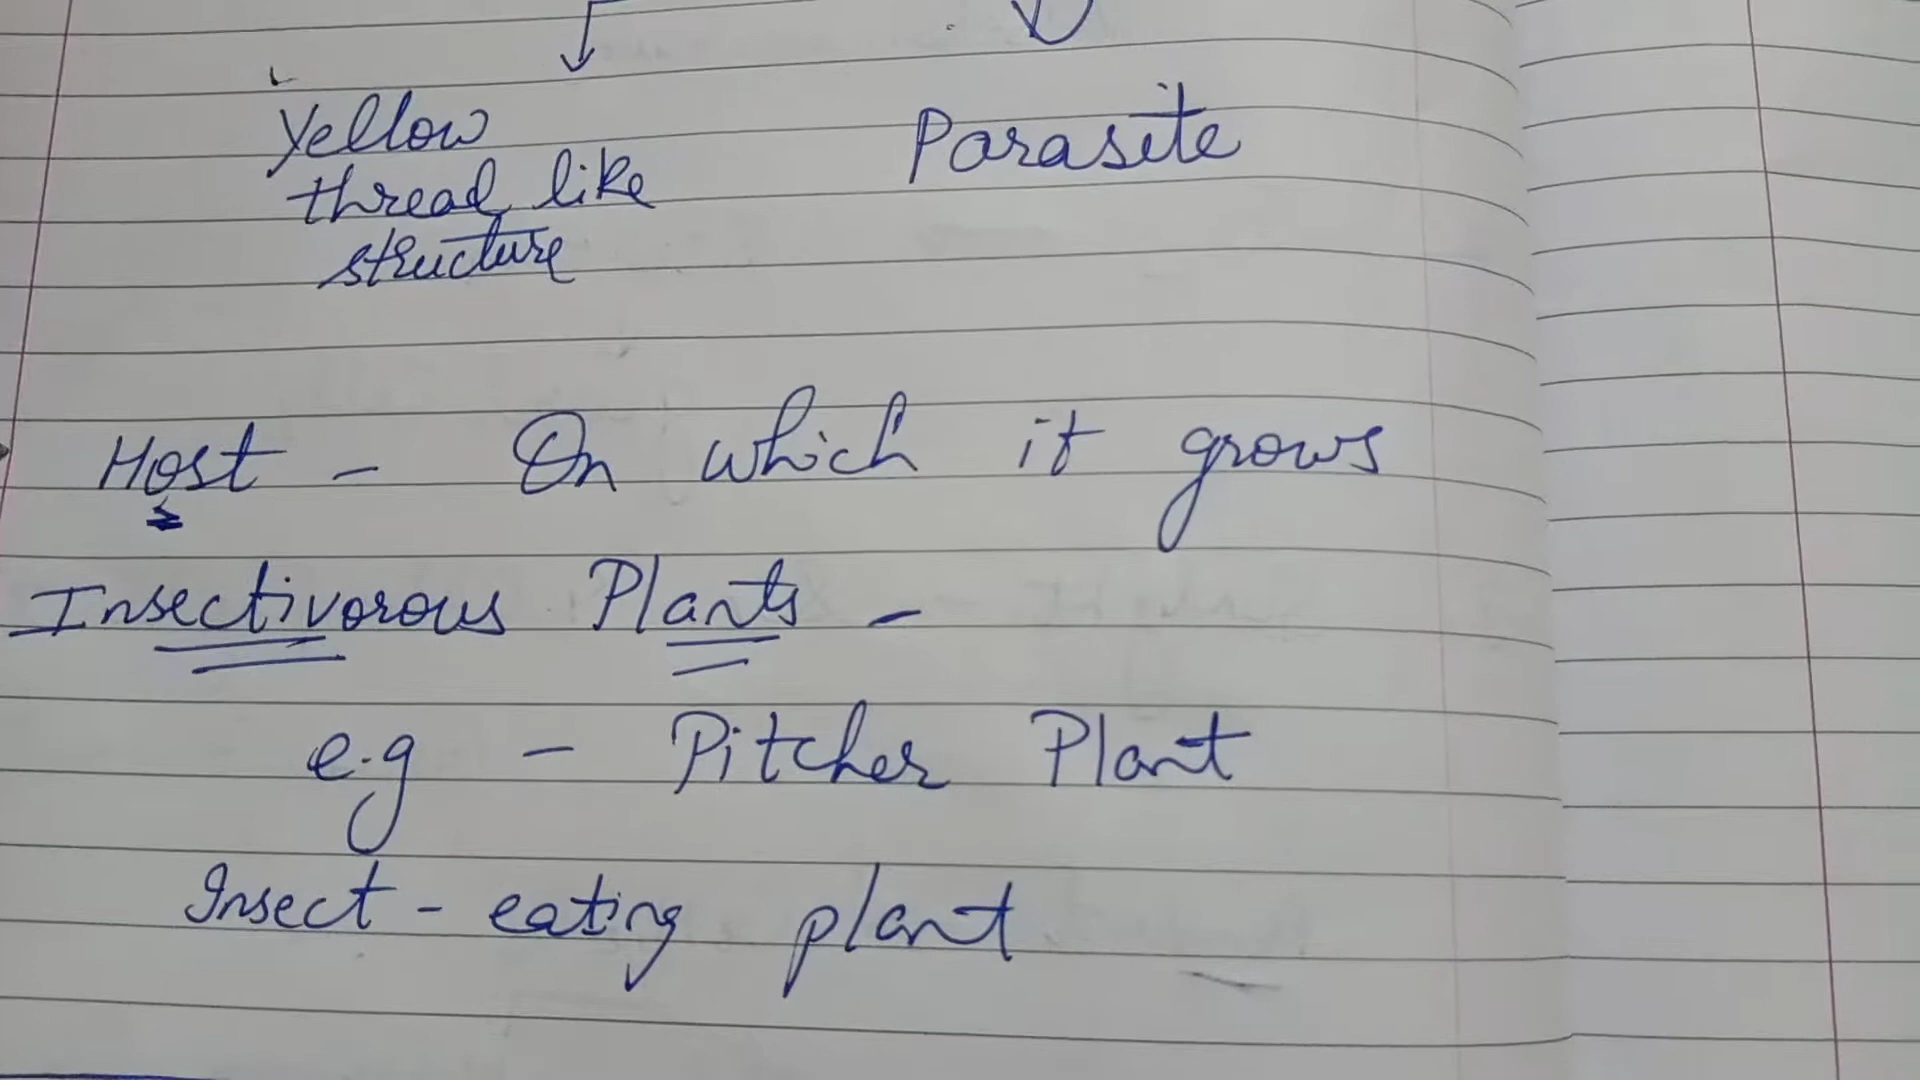 Yellow
thread like
structure
Parasite
Host - On which it grows
Insectivorous Plants -
e.g - Pitcher Plant
Insect - eating plant